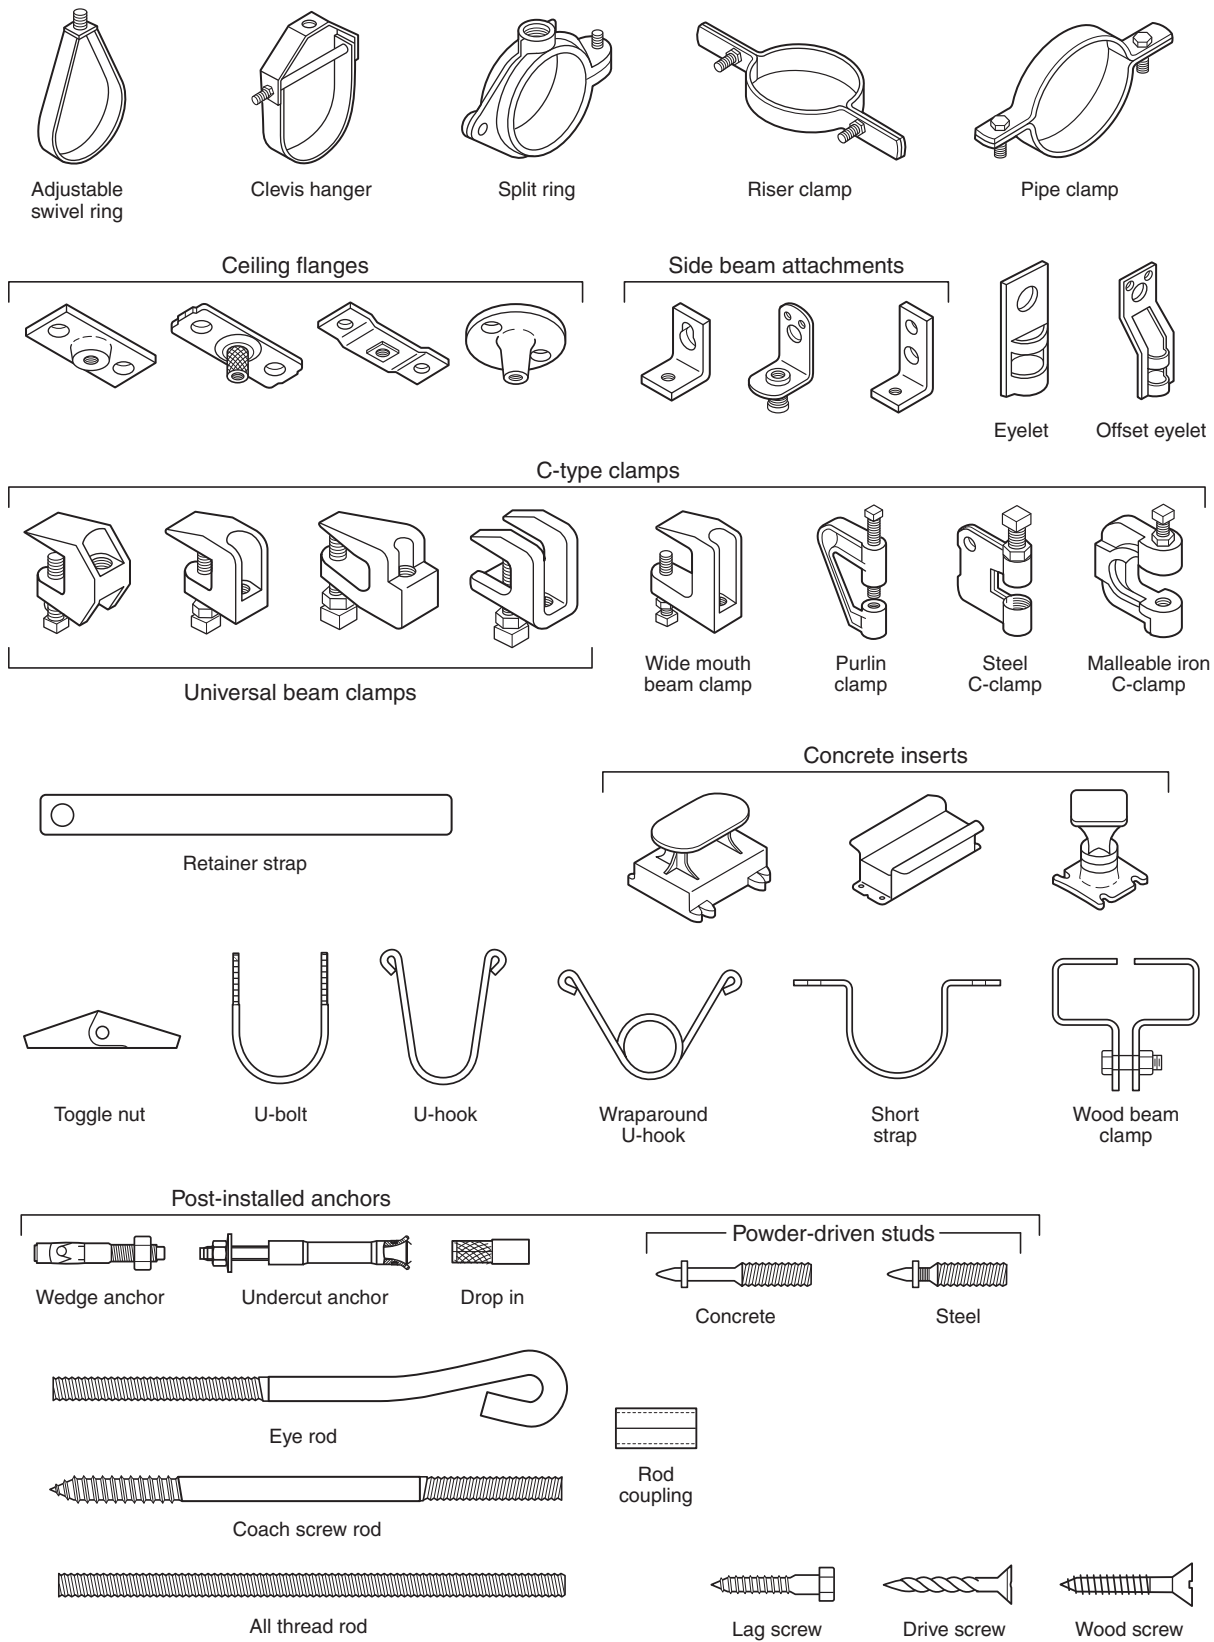 Adjustable
swivel ring
Clevis hanger
Split ring
Riser clamp
Pipe clamp
Ceiling flanges
Side beam attachments
Eyelet
Offset eyelet
C-type clamps
Universal beam clamps
Wide mouth
beam clamp
Purlin
clamp
Steel
C-clamp
Malleable iron
C-clamp
Retainer strap
Concrete inserts
Toggle nut
U-bolt
U-hook
Wraparound
U-hook
Short
strap
Wood beam
clamp
Post-installed anchors
Powder-driven studs
Wedge anchor
Undercut anchor
Drop in
Concrete
Steel
Eye rod
Rod
coupling
Coach screw rod
All thread rod
Lag screw
Drive screw
Wood screw